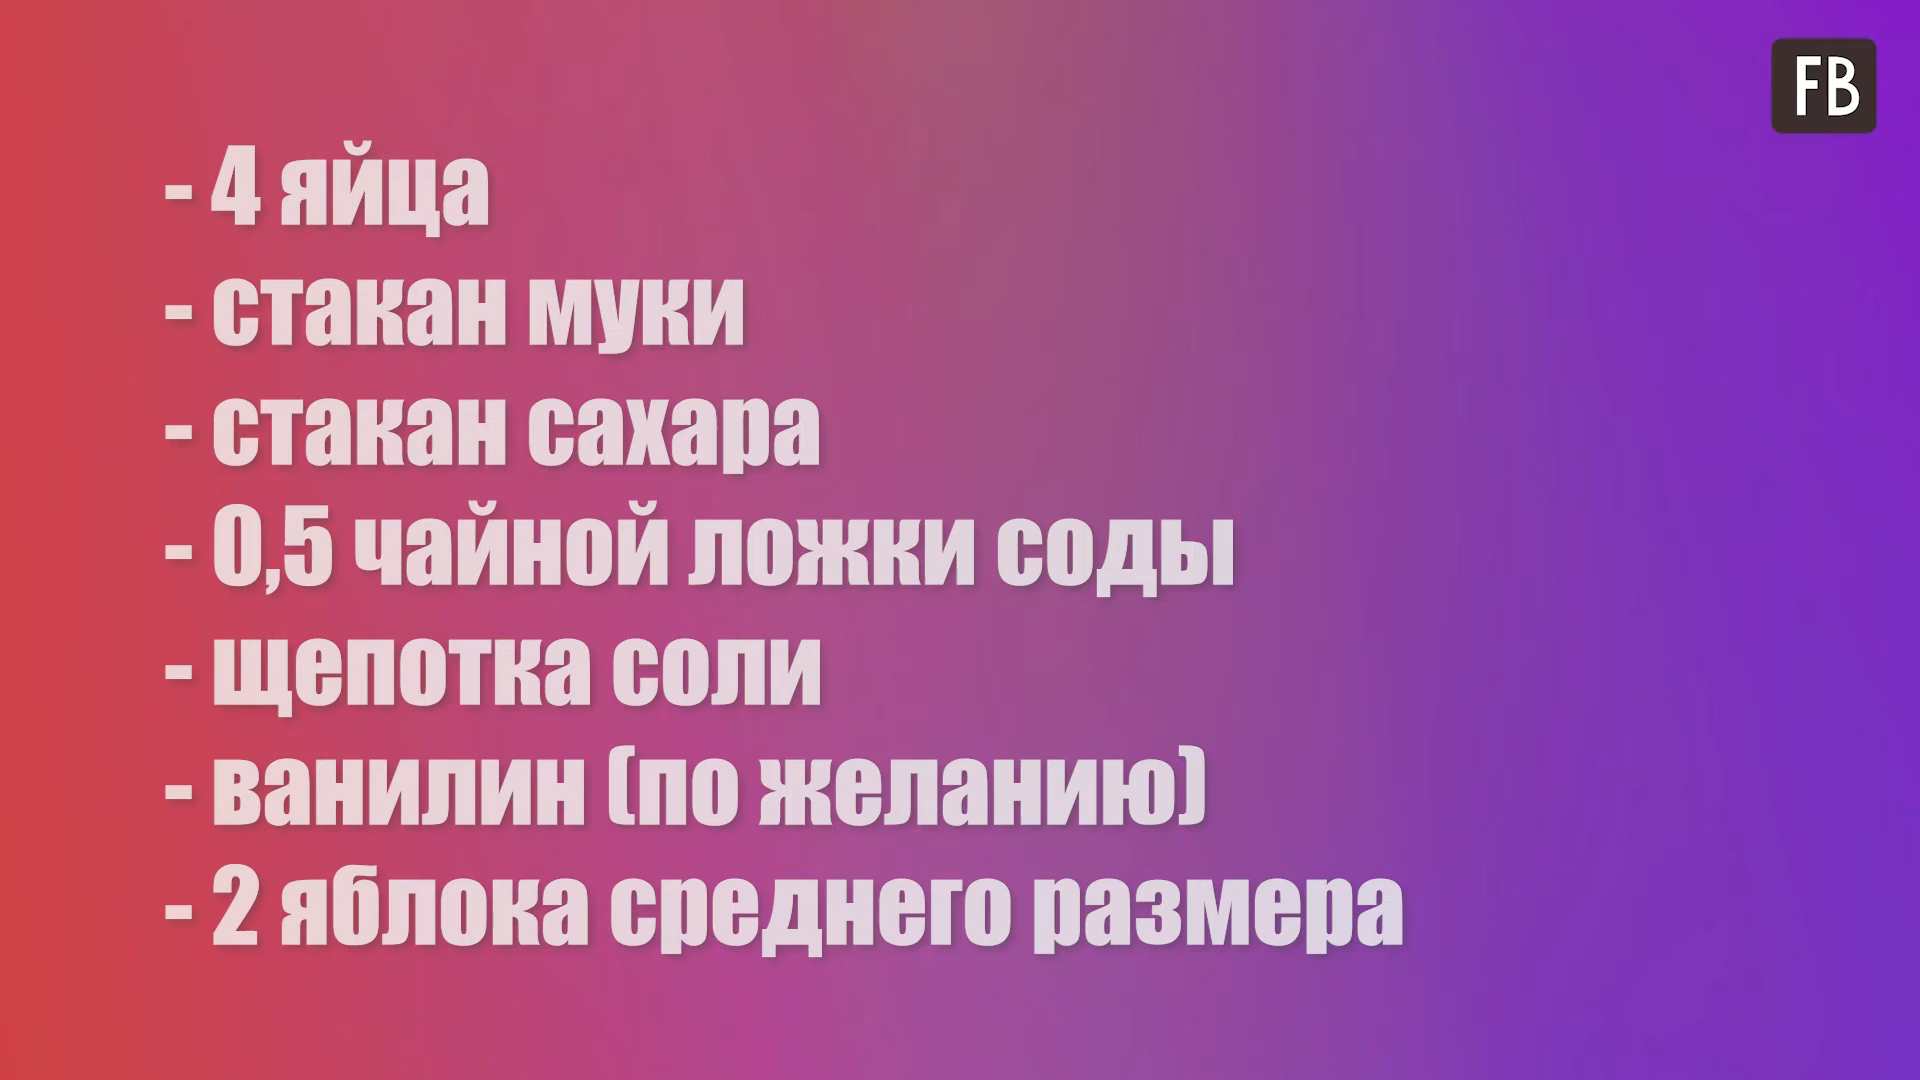 FB
- 4 яйца
- стакан муки
- стакан сахара
- 0,5 чайной ложки соды
- щепотка соли
- ванилин (по желанию)
- 2 яблока среднего размера